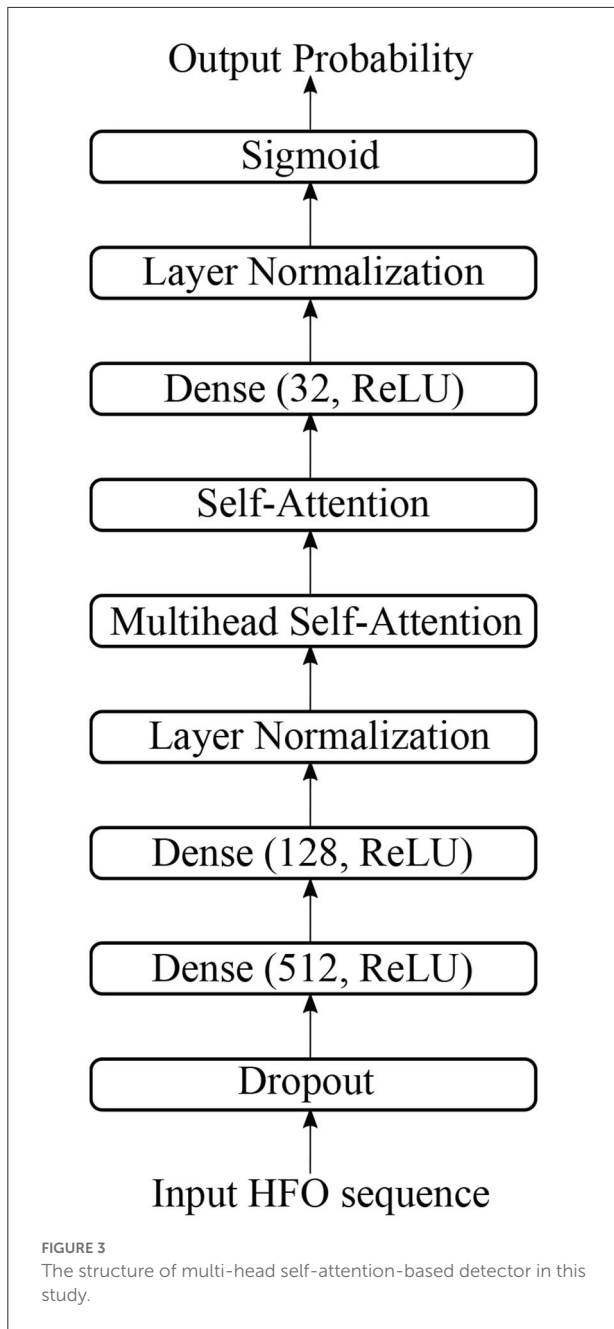 Output Probability
Sigmoid
Layer Normalization
Dense (32, ReLU)
Self-Attention
Multihead Self-Attention
Layer Normalization
Dense (128, ReLU)
Dense (512, ReLU)
Dropout
Input HFO sequence
FIGURE 3
The structure of multi-head self-attention-based detector in this
study.